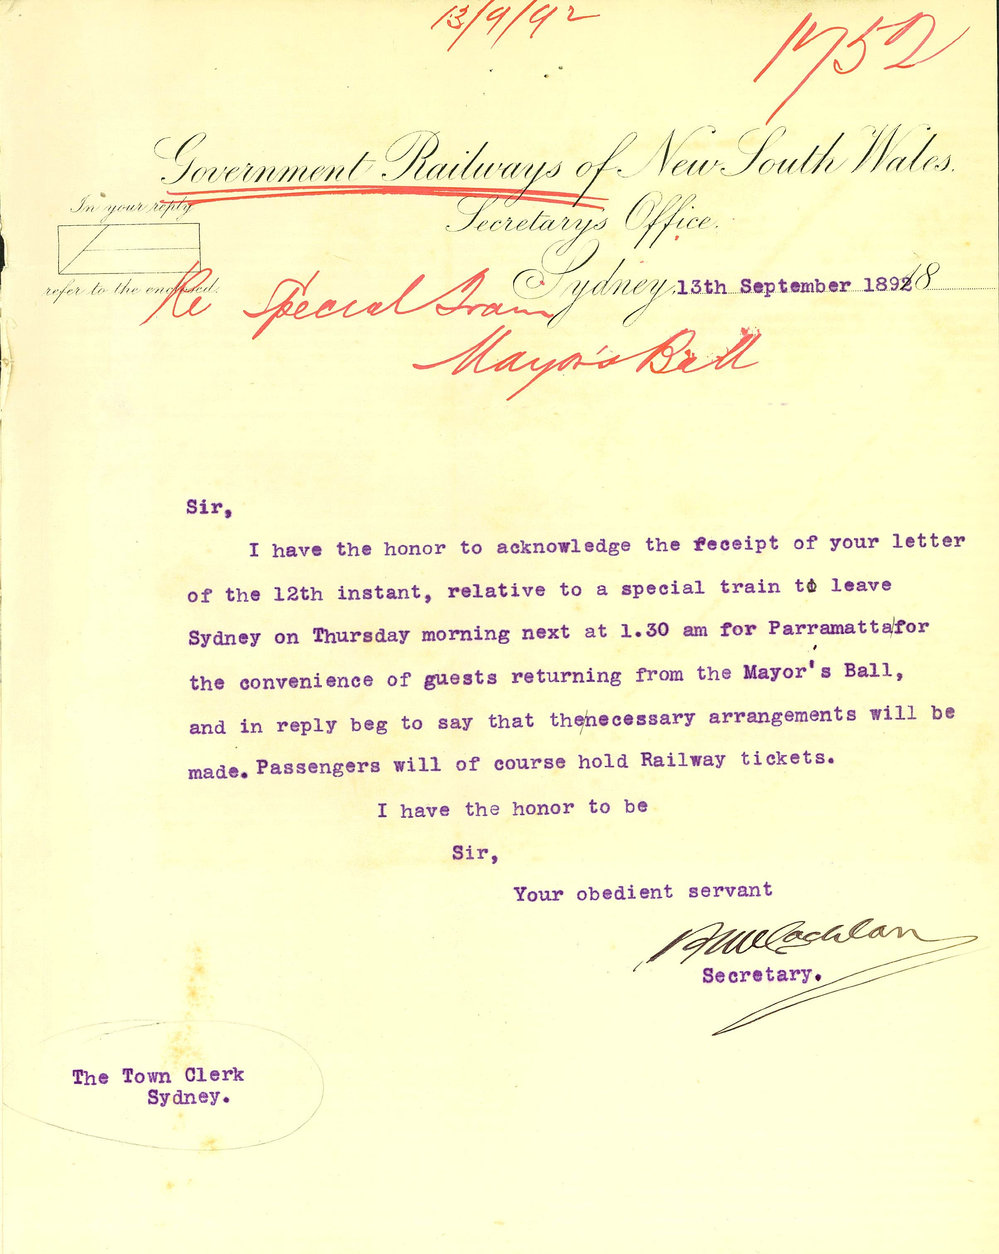 13/9/92
1752
Government Railways of New South Wales.
In your reply
Secretary's Office.
refer to the enclosed.
Sydney, 13th September 1892 18
Re Special Train
Mayor's Ball
Sir,
I have the honor to acknowledge the receipt of your letter
of the 12th instant, relative to a special train to leave
Sydney on Thursday morning next at 1.30 am for Parramatta/for
the convenience of guests returning from the Mayor's Ball,
and in reply beg to say that the/necessary arrangements will be
made. Passengers will of course hold Railway tickets.
I have the honor to be
Sir,
Your obedient servant
H McLachlan
Secretary.
The Town Clerk
Sydney.